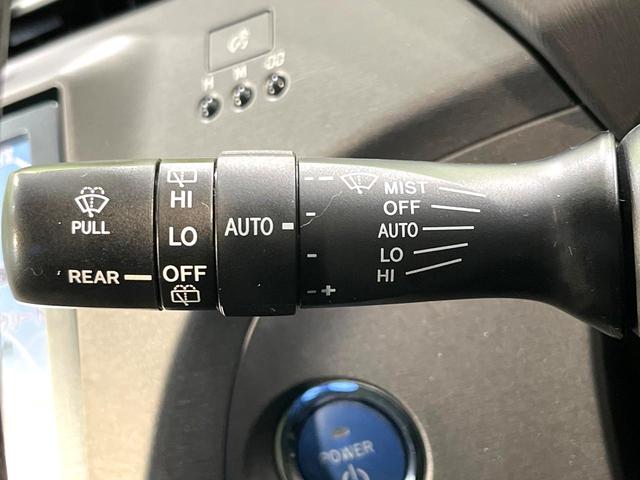 H M
MIST
HI
OFF
PULL
LO
AUTO
AUTO
LO
REAR
OFF
HI
- +
POWER